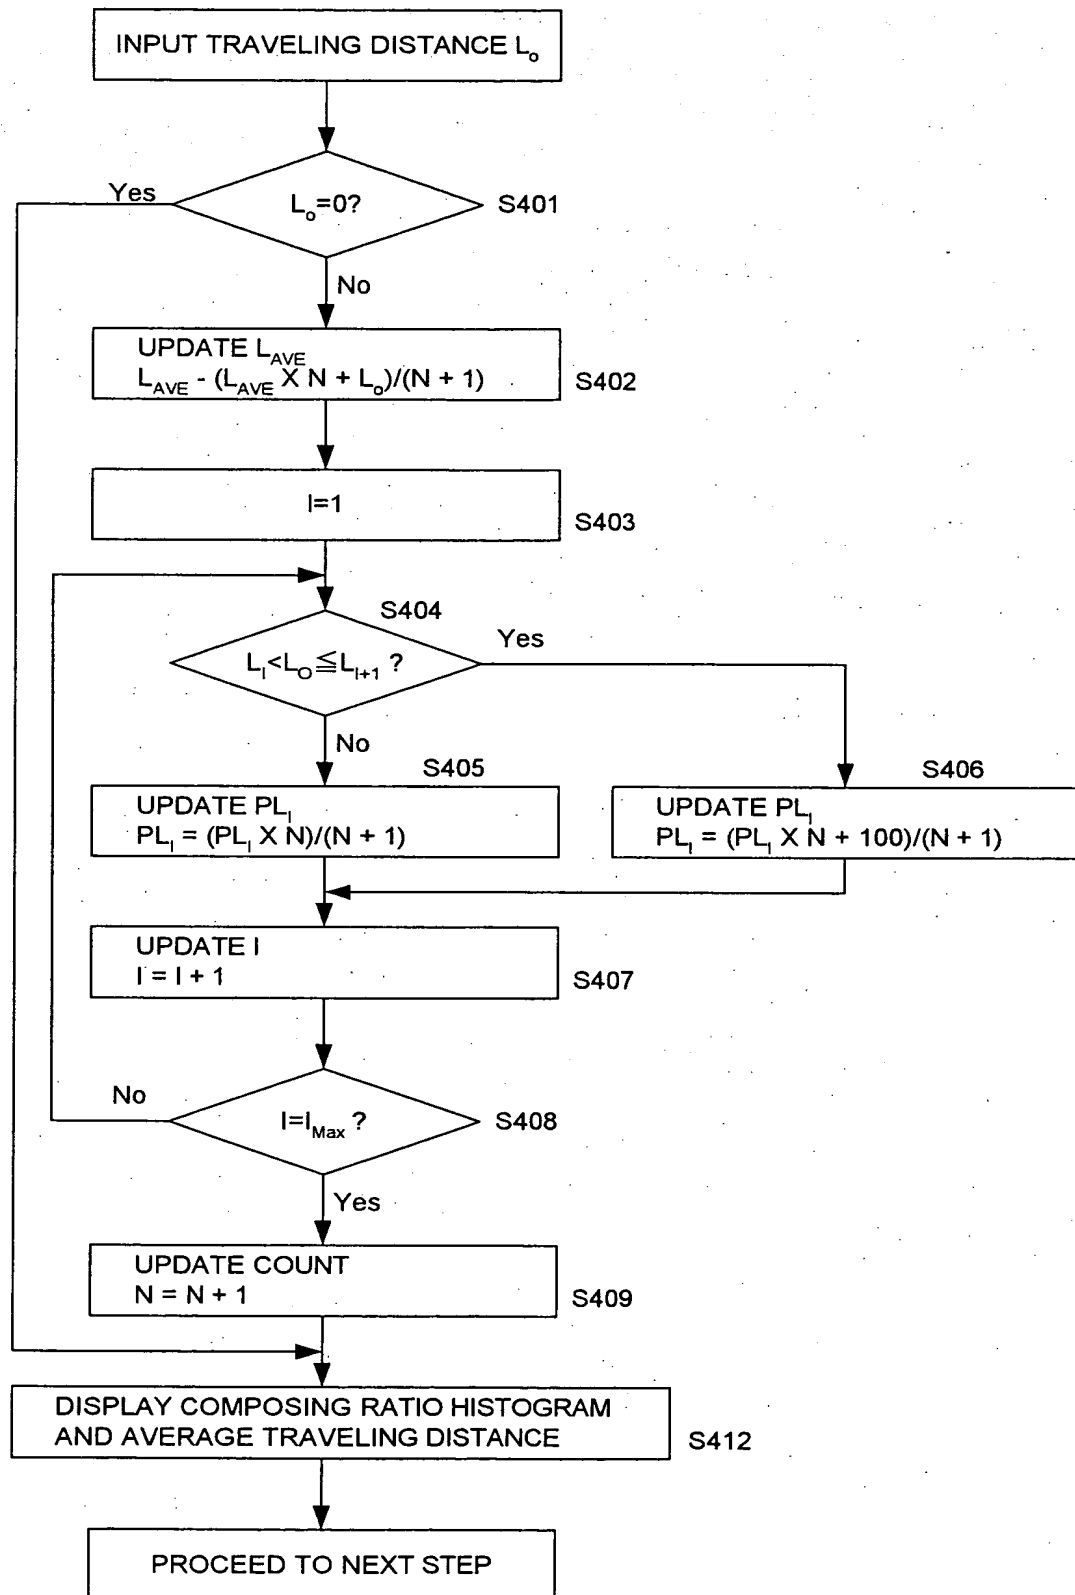 INPUT TRAVELING DISTANCE Lo
Yes
Lo=0?
S401
No
UPDATE LAVE
LAVE - (LAVE X N + Lo)/(N + 1)
S402
I=1
S403
S404
Yes
LI<LO≦LI+1 ?
No
S405
S406
UPDATE PLI
PLI = (PLI X N)/(N + 1)
UPDATE PLI
PLI = (PLI X N + 100)/(N + 1)
UPDATE I
I = I + 1
S407
No
I=IMax ?
S408
Yes
UPDATE COUNT
N = N + 1
S409
DISPLAY COMPOSING RATIO HISTOGRAM
AND AVERAGE TRAVELING DISTANCE
S412
PROCEED TO NEXT STEP